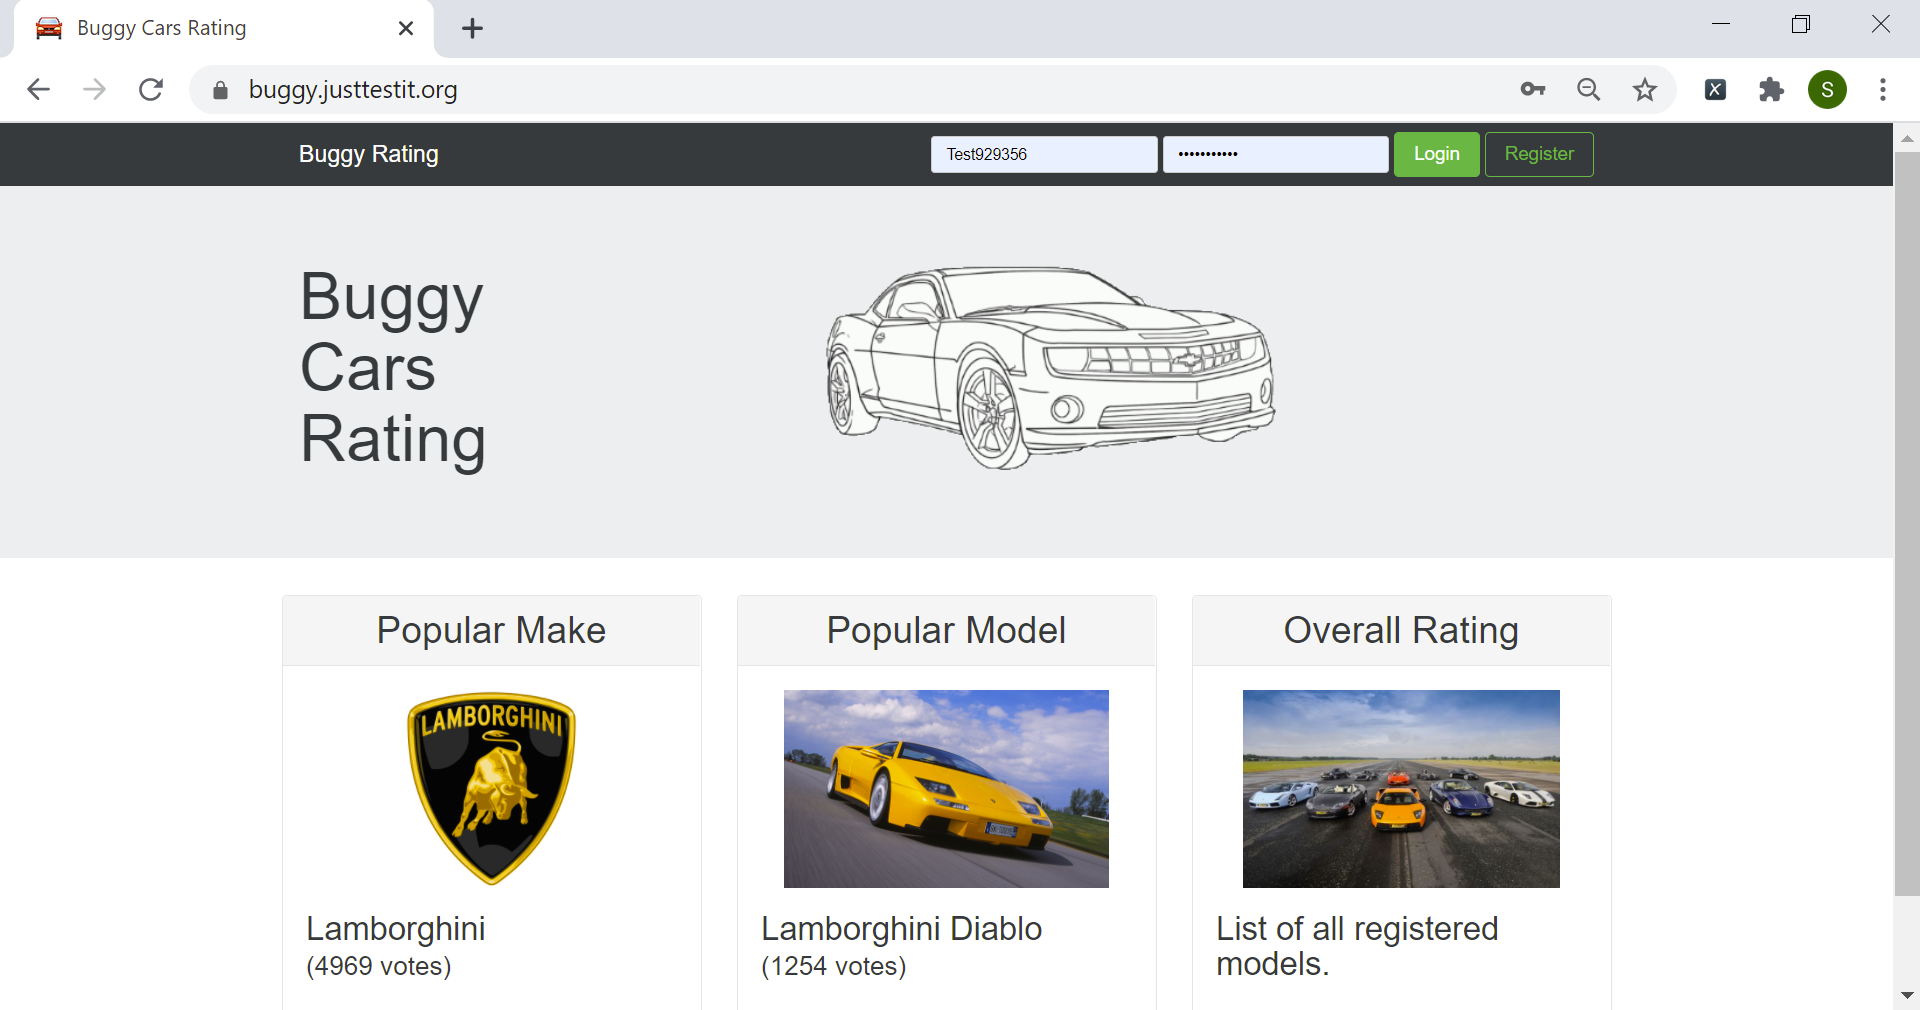 Buggy Cars Rating
buggy.justtestit.org
S
Buggy Rating
Test929356
•••••••••••
Login
Register
Buggy
Cars
Rating
Popular Make
Popular Model
Overall Rating
LAMBORGHINI
Lamborghini
(4969 votes)
Lamborghini Diablo
(1254 votes)
List of all registered
models.